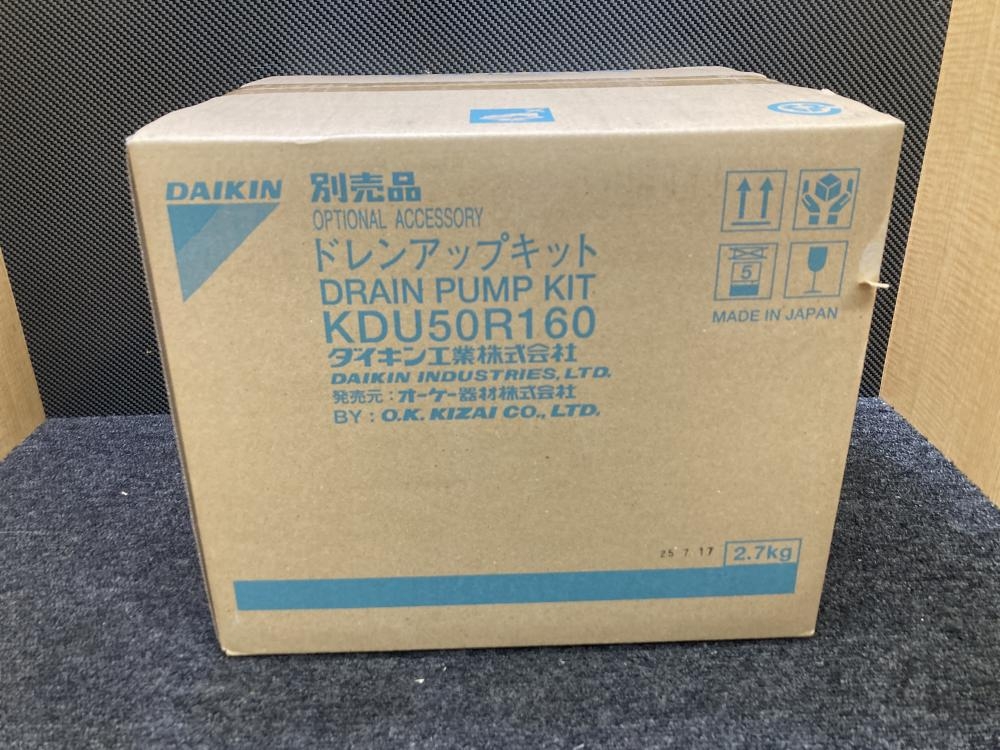 DAIKIN
別売品
OPTIONAL ACCESSORY
ドレンアップキット
DRAIN PUMP KIT
KDU50R160
ダイキン工業株式会社
DAIKIN INDUSTRIES, LTD.
発売元：オーケー器材株式会社
BY : O.K. KIZAI CO., LTD.
5
MADE IN JAPAN
25 7. 17
2.7kg